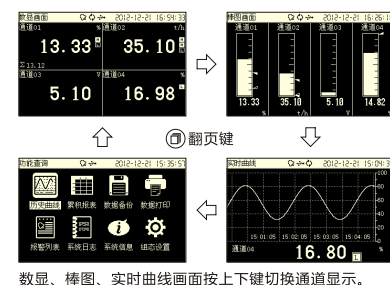 数显画面 2012-12-21 16:54:33
通道01 % 通道02 t/h
13.33 35.10
Σ13.12
通道03 V 通道04 %
5.10 16.98
棒图画面 2012-12-21 16:26:
通道01 通道02 通道03 通道04
13.33 35.10 5.10 14.82
% t/h V %
翻页键
功能查询 2012-12-21 15:35:57
历史曲线 累积报表 数据备份 数据打印
报警列表 系统日志 系统信息 组态设置
实时曲线 2012-12-21 15:04:3
100
80
60
40
20
0
15:01 15:02 15:03 15:04 15:05
通道04 16.80 L %
数显、棒图、实时曲线画面按上下键切换通道显示。